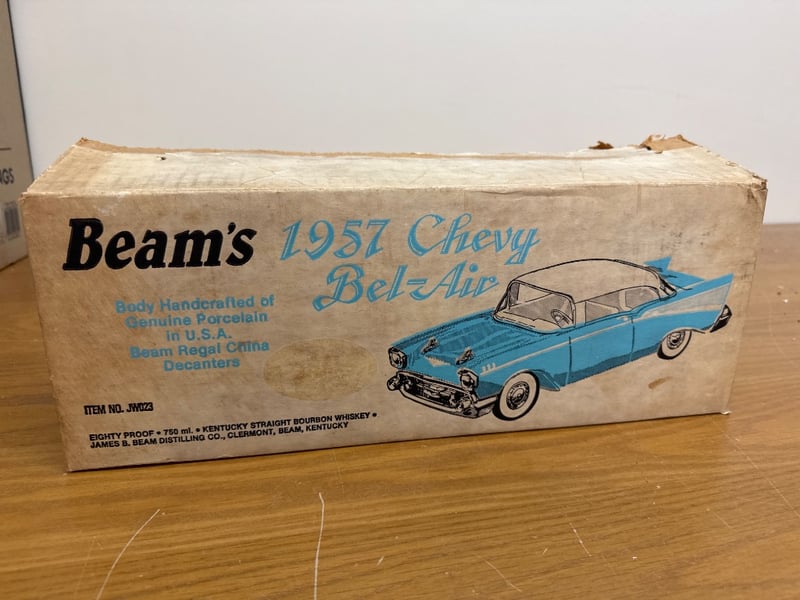 Beam's
1957 Chevy
Bel-Air
Body Handcrafted of
Genuine Porcelain
in U.S.A.
Beam Regal China
Decanters
ITEM NO. JW023
EIGHTY PROOF • 750 ml. • KENTUCKY STRAIGHT BOURBON WHISKEY •
JAMES B. BEAM DISTILLING CO., CLERMONT, BEAM, KENTUCKY